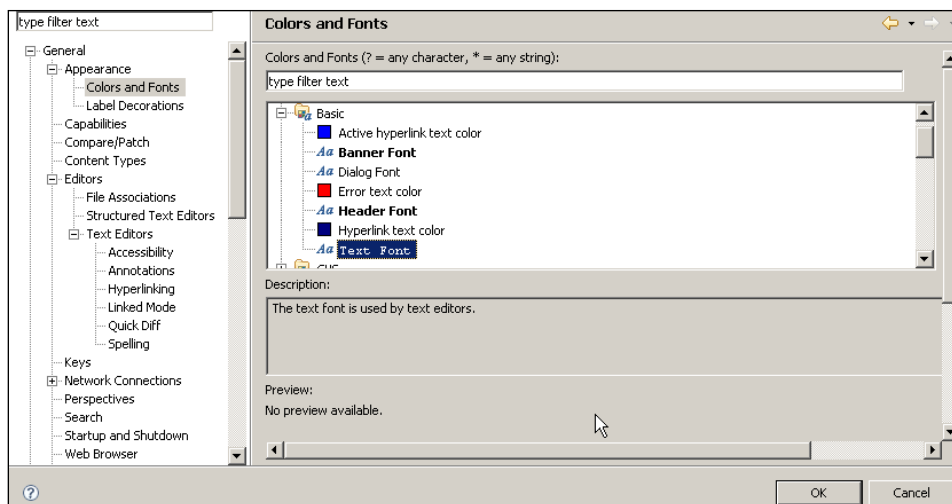 type filter text
General
Appearance
Colors and Fonts
Label Decorations
Capabilities
Compare/Patch
Content Types
Editors
File Associations
Structured Text Editors
Text Editors
Accessibility
Annotations
Hyperlinking
Linked Mode
Quick Diff
Spelling
Keys
Network Connections
Perspectives
Search
Startup and Shutdown
Web Browser
Colors and Fonts
Colors and Fonts (? = any character, * = any string):
type filter text
Basic
Active hyperlink text color
Aa Banner Font
Aa Dialog Font
Error text color
Aa Header Font
Hyperlink text color
Aa Text Font
Description:
The text font is used by text editors.
Preview:
No preview available.
OK
Cancel